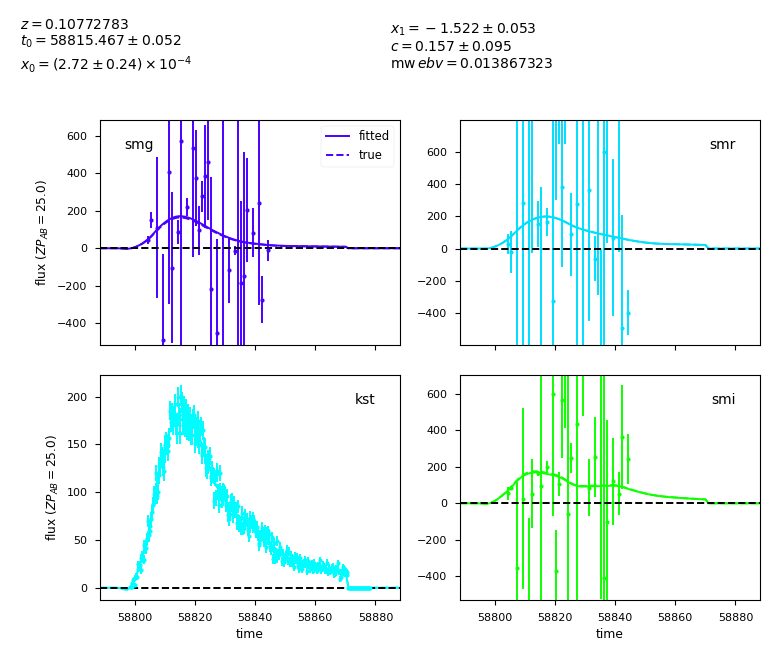 z = 0.10772783
t₀ = 58815.467 ± 0.052
x₀ = (2.72 ± 0.24) × 10⁻⁴
x₁ = −1.522 ± 0.053
c = 0.157 ± 0.095
mw ebv = 0.013867323
smg
fitted
true
600
400
200
0
−200
−400
flux (ZP_AB = 25.0)
smr
600
400
200
0
−200
−400
kst
200
150
100
50
0
flux (ZP_AB = 25.0)
58800 58820 58840 58860 58880
time
smi
600
400
200
0
−200
−400
58800 58820 58840 58860 58880
time